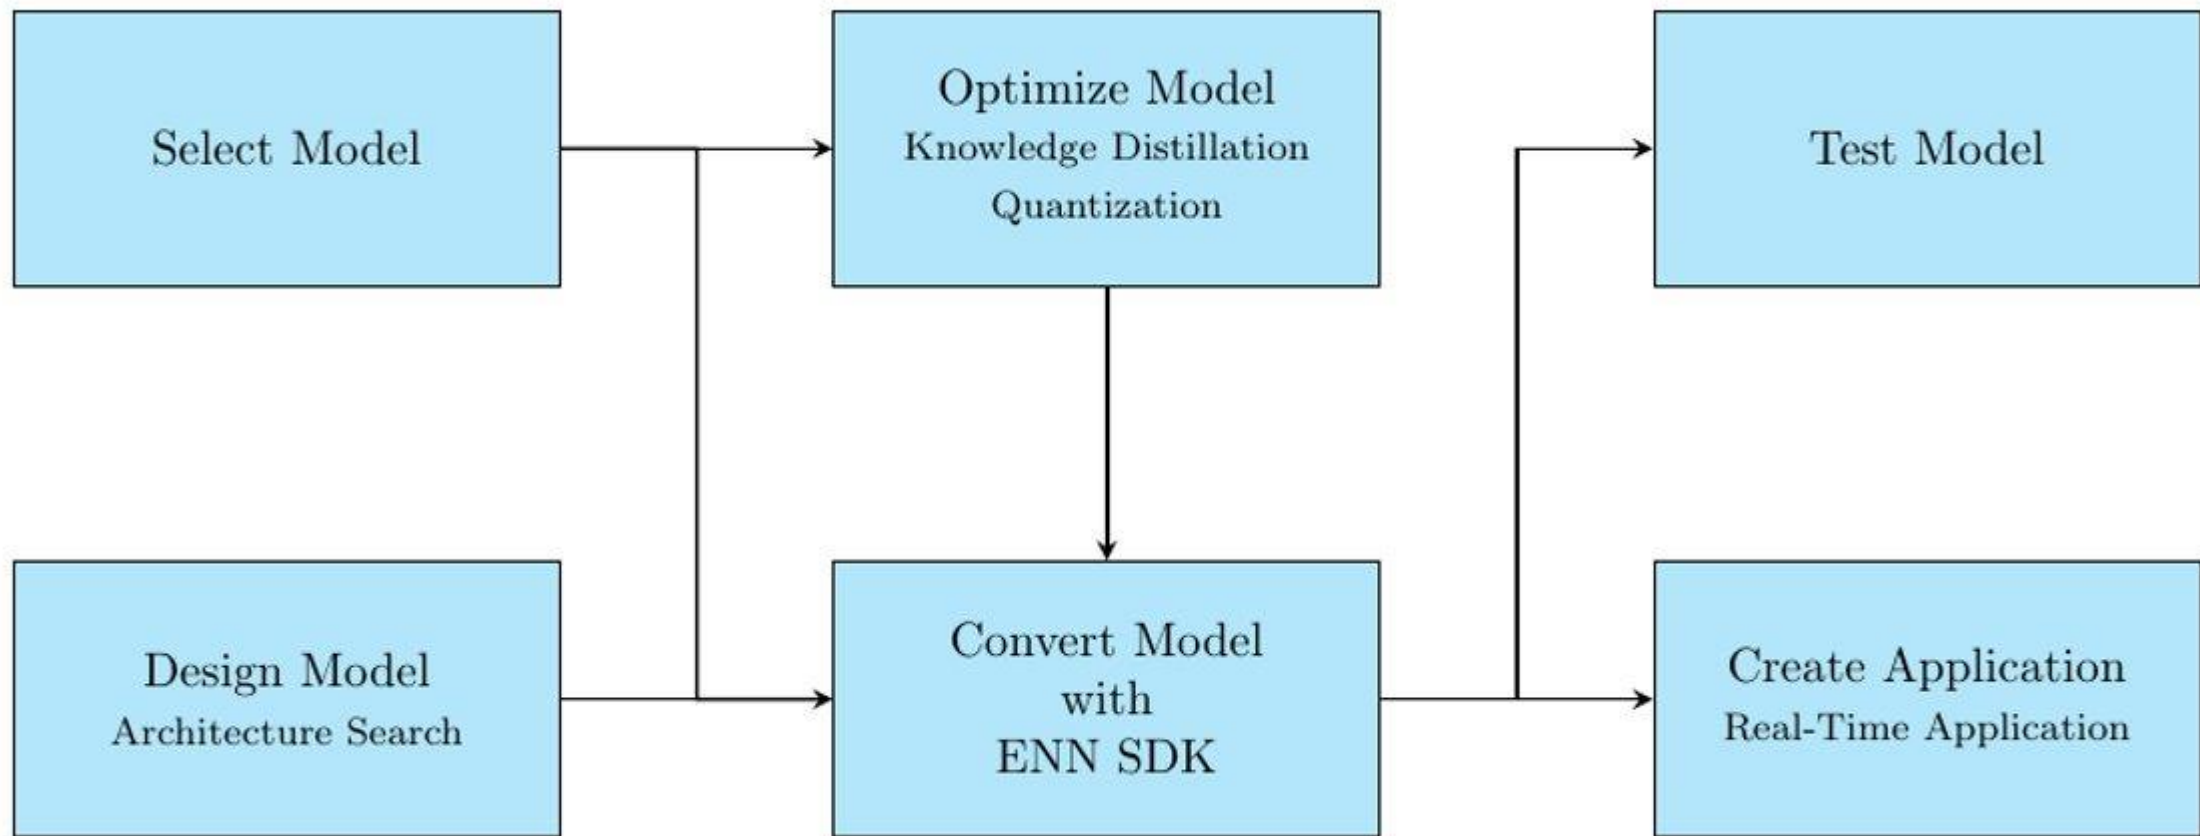 Select Model
Optimize Model
Knowledge Distillation
Quantization
Test Model
Design Model
Architecture Search
Convert Model
with
ENN SDK
Create Application
Real-Time Application